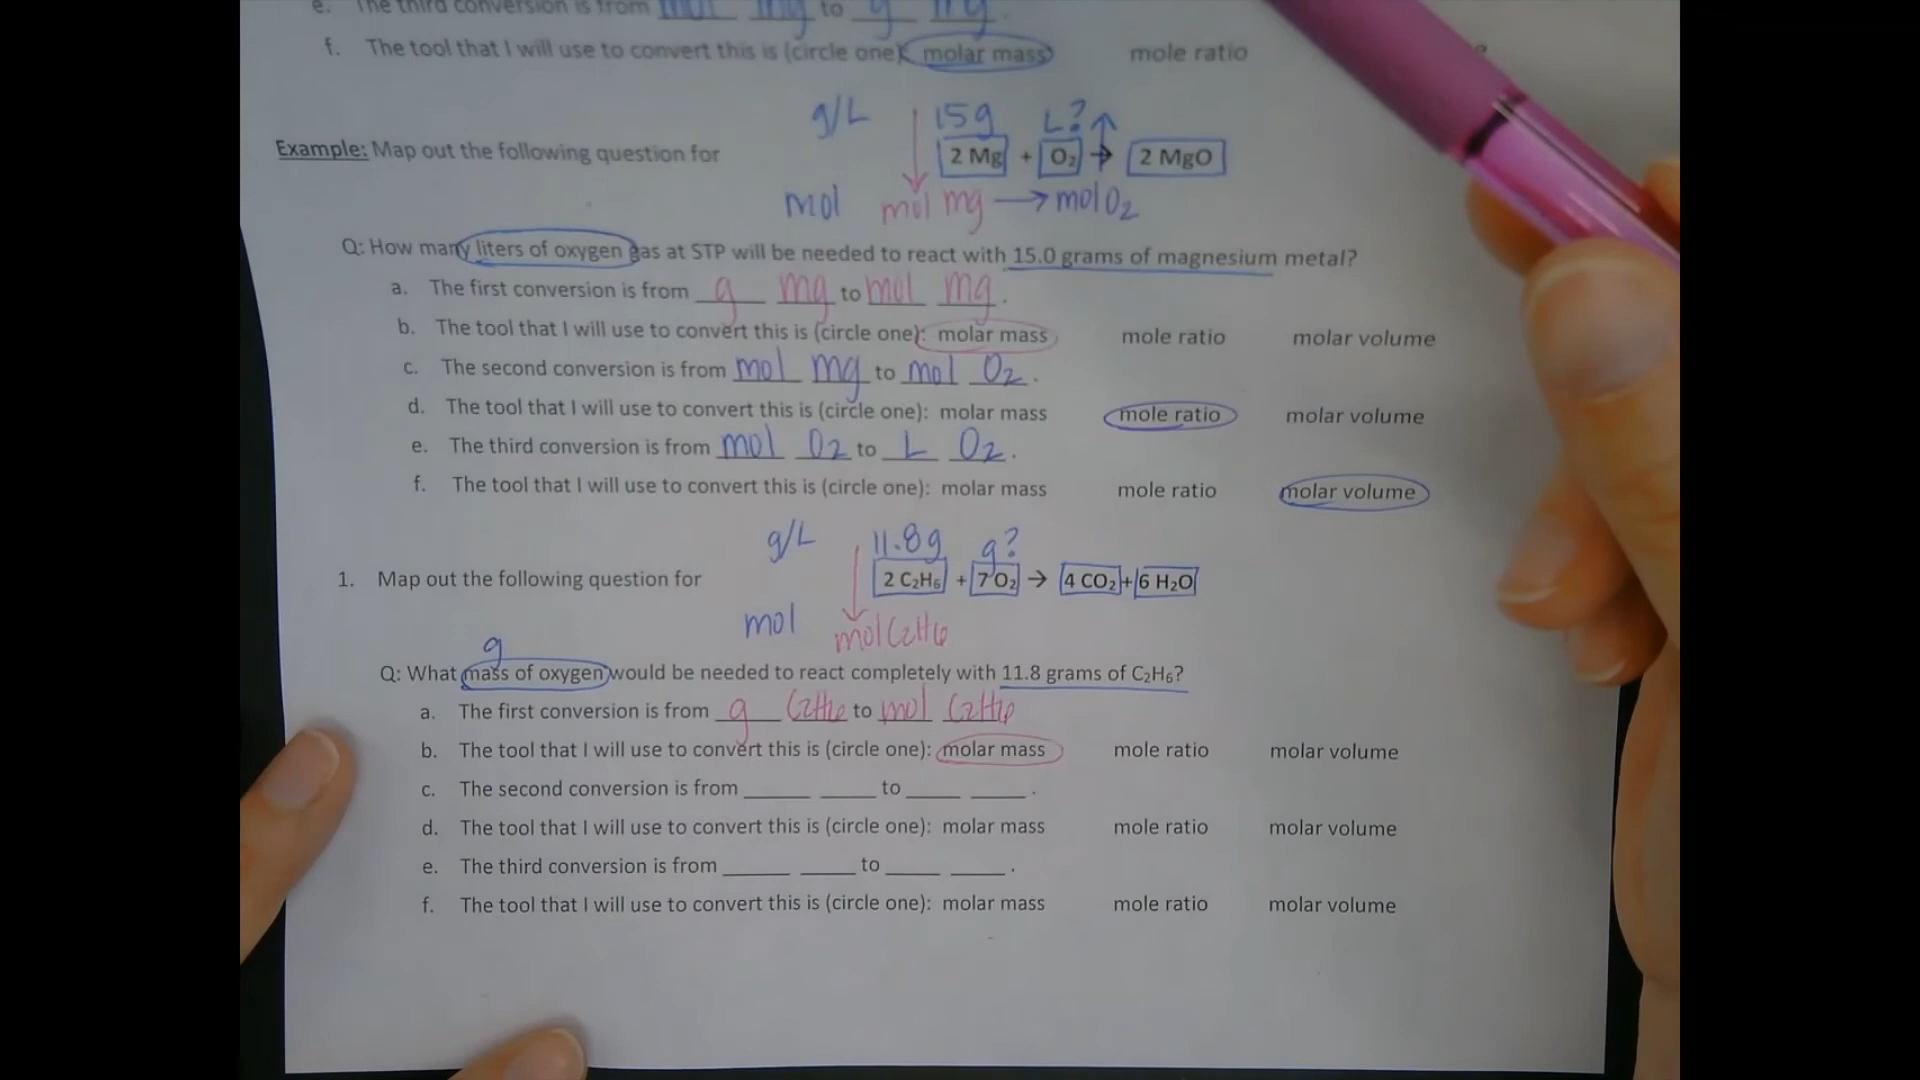 e. The third conversion is from mol mg to g mg.
f. The tool that I will use to convert this is (circle one): molar mass mole ratio
g/L 15g L?
Example: Map out the following question for 2 Mg + O₂ → 2 MgO
mol mol mg → mol O₂
Q: How many liters of oxygen gas at STP will be needed to react with 15.0 grams of magnesium metal?
a. The first conversion is from g mg to mol mg.
b. The tool that I will use to convert this is (circle one): molar mass mole ratio molar volume
c. The second conversion is from mol mg to mol O₂.
d. The tool that I will use to convert this is (circle one): molar mass mole ratio molar volume
e. The third conversion is from mol O₂ to L O₂.
f. The tool that I will use to convert this is (circle one): molar mass mole ratio molar volume
g/L 11.8g g?
1. Map out the following question for 2 C₂H₆ + 7 O₂ → 4 CO₂ + 6 H₂O
mol mol C₂H₆
g
Q: What mass of oxygen would be needed to react completely with 11.8 grams of C₂H₆?
a. The first conversion is from g C₂H₆ to mol C₂H₆
b. The tool that I will use to convert this is (circle one): molar mass mole ratio molar volume
c. The second conversion is from ____ ____ to ____ ____.
d. The tool that I will use to convert this is (circle one): molar mass mole ratio molar volume
e. The third conversion is from ____ ____ to ____ ____.
f. The tool that I will use to convert this is (circle one): molar mass mole ratio molar volume